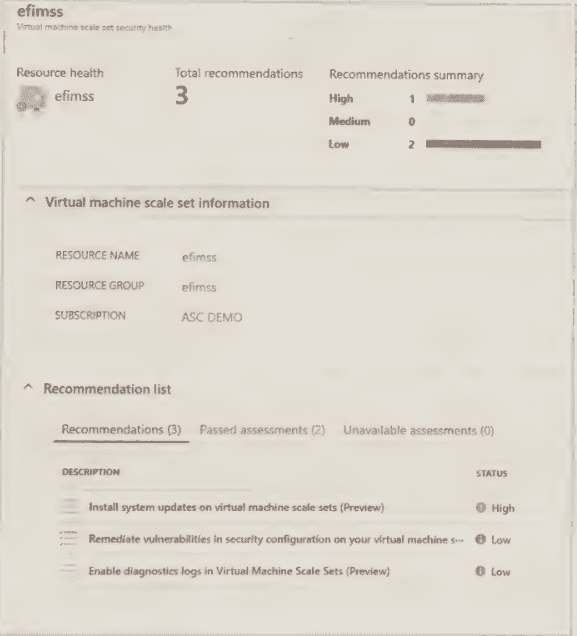 efimss
Virtual machine scale set security health
Resource health
efimss
Total recommendations
3
Recommendations summary
High 1
Medium 0
Low 2
Virtual machine scale set information
RESOURCE NAME efimss
RESOURCE GROUP efimss
SUBSCRIPTION ASC DEMO
Recommendation list
Recommendations (3) Passed assessments (2) Unavailable assessments (0)
DESCRIPTION STATUS
Install system updates on virtual machine scale sets (Preview) High
Remediate vulnerabilities in security configuration on your virtual machine s... Low
Enable diagnostics logs in Virtual Machine Scale Sets (Preview) Low